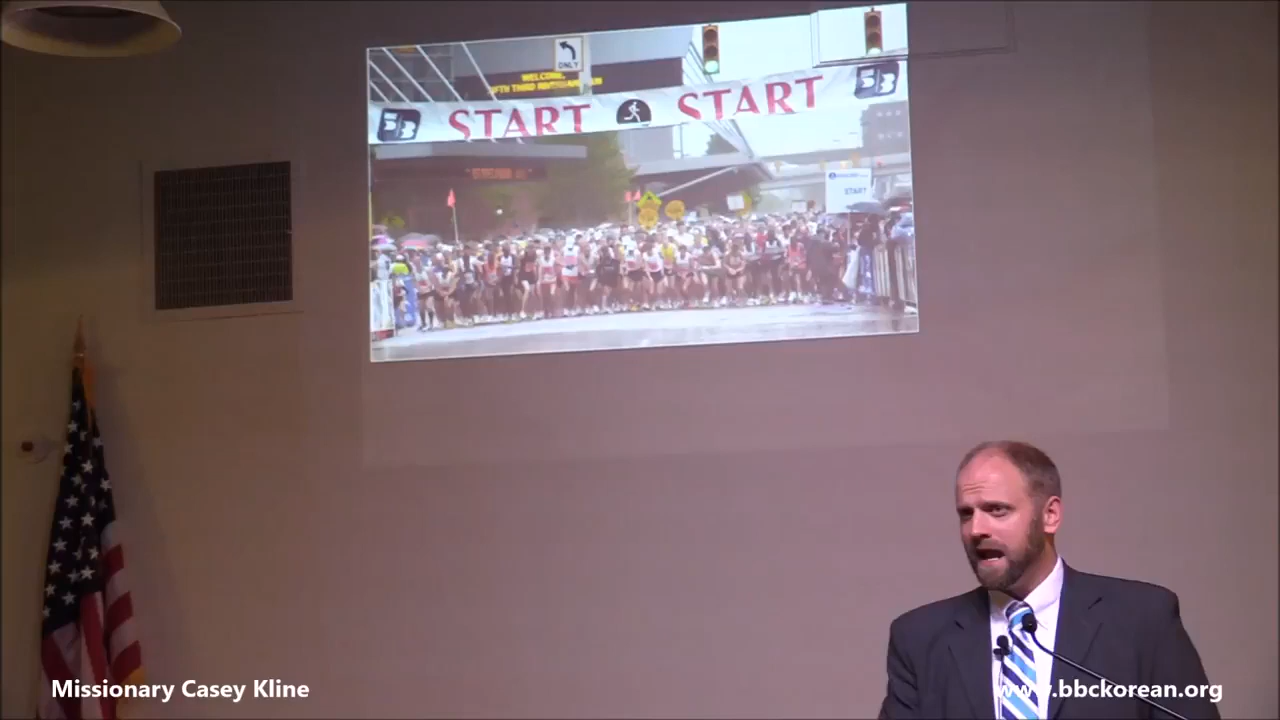 ONLY
WELCOME,
START START
START
Missionary Casey Kline
www.bbckorean.org